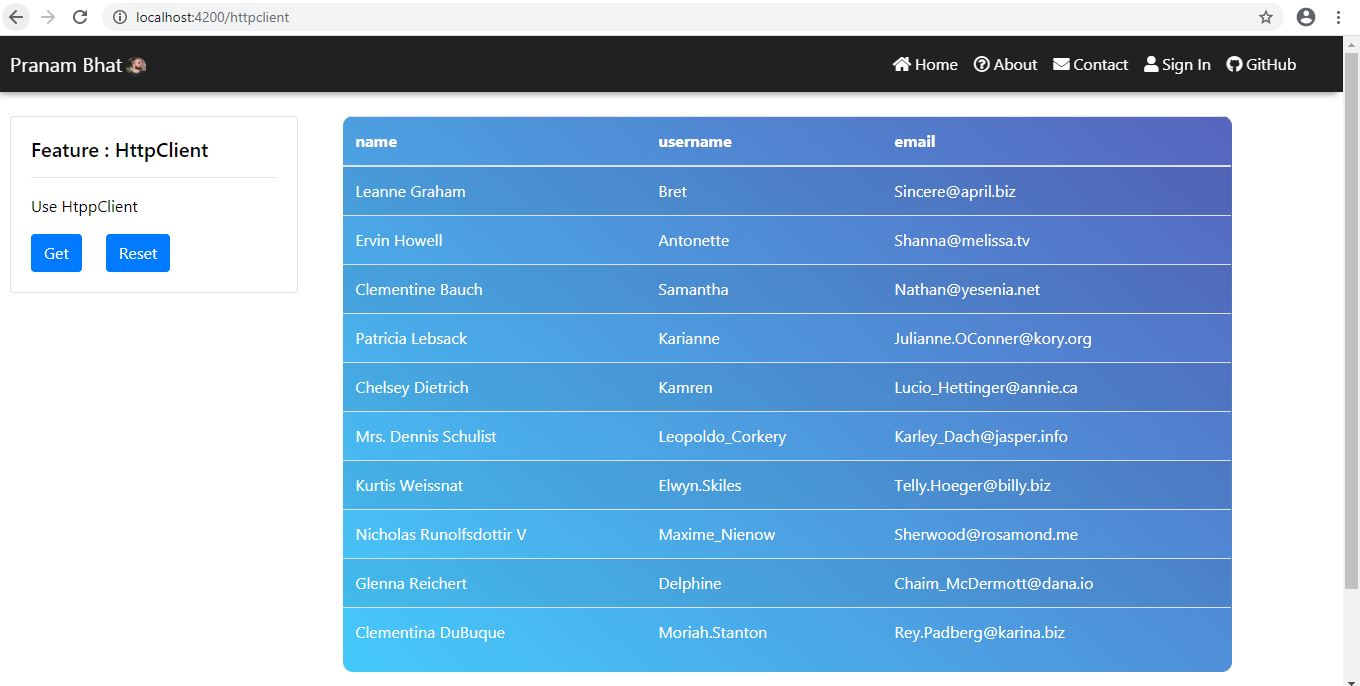 localhost:4200/httpclient
Pranam Bhat Home About Contact Sign In GitHub
Feature : HttpClient
Use HtppClient
Get Reset
name username email
Leanne Graham Bret Sincere@april.biz
Ervin Howell Antonette Shanna@melissa.tv
Clementine Bauch Samantha Nathan@yesenia.net
Patricia Lebsack Karianne Julianne.OConner@kory.org
Chelsey Dietrich Kamren Lucio_Hettinger@annie.ca
Mrs. Dennis Schulist Leopoldo_Corkery Karley_Dach@jasper.info
Kurtis Weissnat Elwyn.Skiles Telly.Hoeger@billy.biz
Nicholas Runolfsdottir V Maxime_Nienow Sherwood@rosamond.me
Glenna Reichert Delphine Chaim_McDermott@dana.io
Clementina DuBuque Moriah.Stanton Rey.Padberg@karina.biz